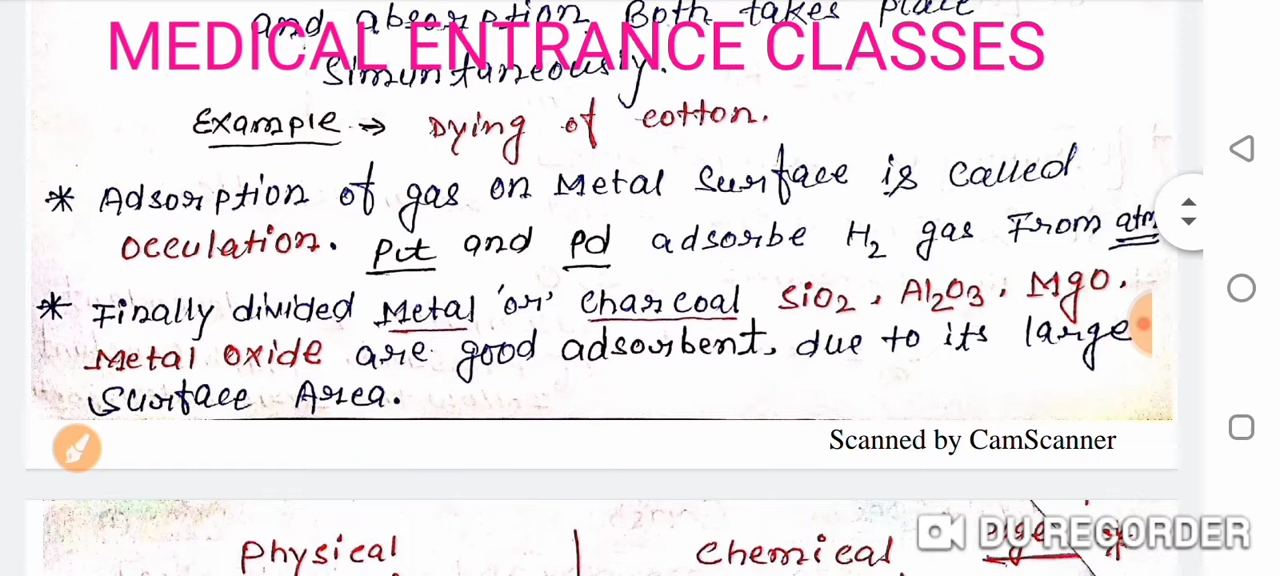 and absorption. Both takes place
MEDICAL ENTRANCE CLASSES
simuntaneously.
Example → Dying of cotton.
* Adsorption of gas on Metal surface is called
occulation. Pt and Pd adsorbe H2 gas From atm
* Finally divided Metal 'or' charcoal SiO2, Al2O3, MgO.
Metal oxide are good adsorbent, due to its large
Surface Area.
Scanned by CamScanner
Physical | chemical
DU RECORDER